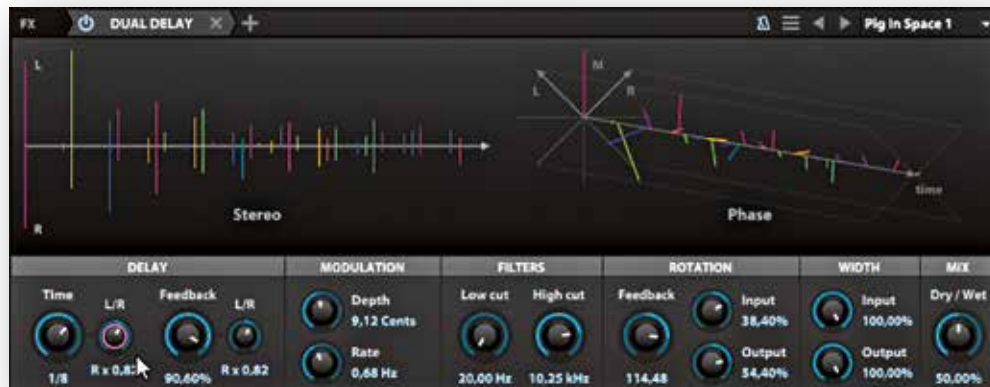 FX DUAL DELAY Pig In Space 1
L
R
Stereo
M
L
R
time
Phase
DELAY MODULATION FILTERS ROTATION WIDTH MIX
Time L/R Feedback L/R
1/8 R x 0,82 90,60% R x 0,82
Depth
9,12 Cents
Rate
0,68 Hz
Low cut High cut
20,00 Hz 10,25 kHz
Feedback
114,48
Input
38,40%
Output
54,40%
Input
100,00%
Output
100,00%
Dry / Wet
50,00%